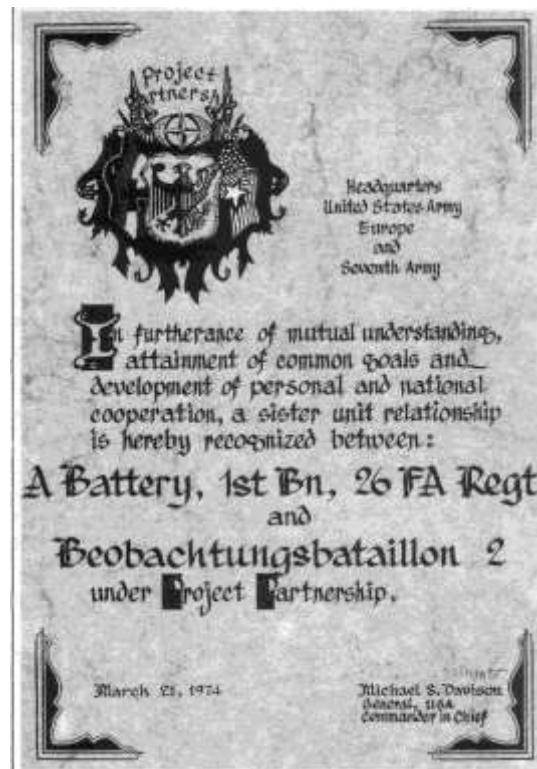 Project
Partnership
Headquarters
United States Army
Europe
and
Seventh Army
In furtherance of mutual understanding,
attainment of common goals and
development of personal and national
cooperation, a sister unit relationship
is hereby recognized between:
A Battery, 1st Bn, 26 FA Regt
and
Beobachtungsbataillon 2
under Project Partnership.
March 21, 1974
Michael S. Davison
General, USA
Commander in Chief